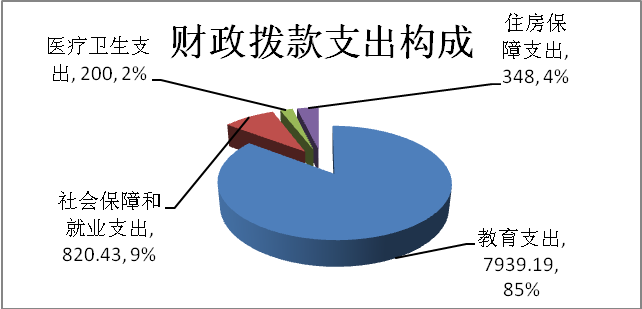 财政拨款支出构成
医疗卫生支
出, 200, 2%
住房保
障支出,
348, 4%
社会保障和
就业支出,
820.43, 9%
教育支出,
7939.19,
85%